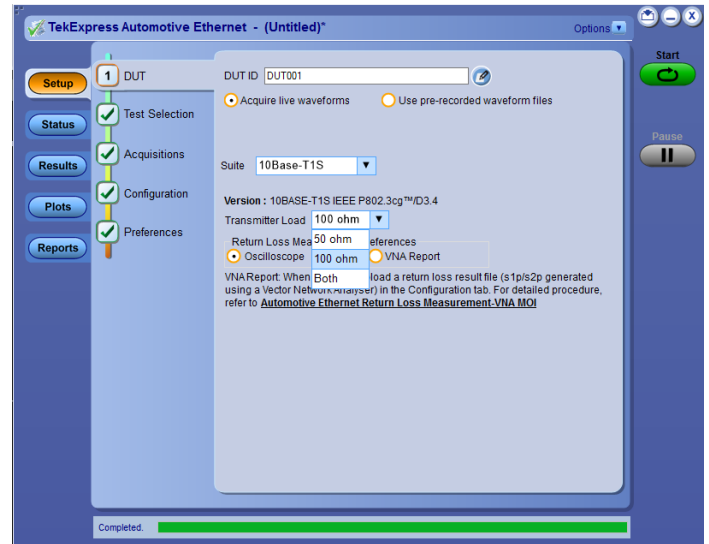 TekExpress Automotive Ethernet - (Untitled)*
Options
Start
Setup
Status
Results
Plots
Reports
1 DUT
Test Selection
Acquisitions
Configuration
Preferences
DUT ID DUT001
Acquire live waveforms Use pre-recorded waveform files
Pause
Suite 10Base-T1S
Version : 10BASE-T1S IEEE P802.3cg™/D3.4
Transmitter Load 100 ohm
50 ohm
100 ohm
Both
Return Loss Mea eferences
Oscilloscope VNA Report
VNA Report: When load a return loss result file (s1p/s2p generated
using a Vector Network Analyser) in the Configuration tab. For detailed procedure,
refer to Automotive Ethernet Return Loss Measurement-VNA MOI
Completed.